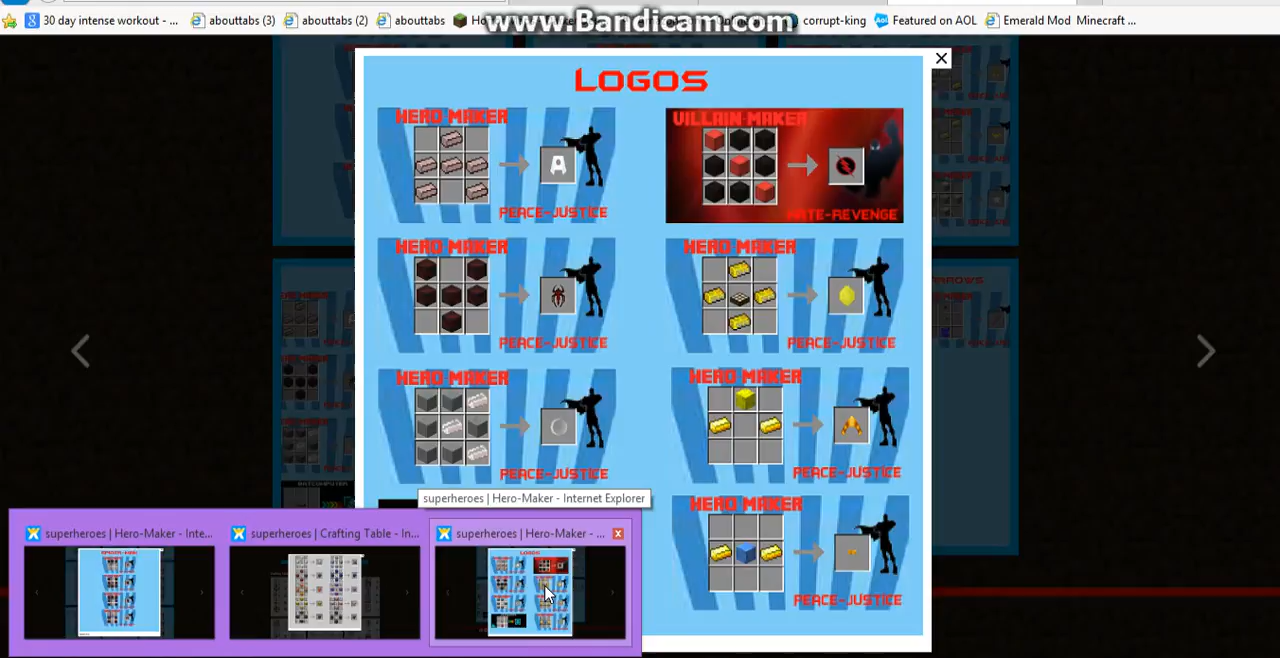 www.Bandicam.com
30 day intense workout - ...
abouttabs (3)
abouttabs (2)
abouttabs
corrupt-king
Featured on AOL
Emerald Mod Minecraft ...
LOGOS
HERO MAKER
PEACE-JUSTICE
VILLAIN-MAKER
HATE-REVENGE
HERO MAKER
PEACE-JUSTICE
HERO MAKER
PEACE-JUSTICE
HERO MAKER
PEACE-JUSTICE
HERO MAKER
PEACE-JUSTICE
HERO MAKER
PEACE-JUSTICE
superheroes | Hero-Maker - Internet Explorer
superheroes | Hero-Maker - Inte...
superheroes | Crafting Table - In...
superheroes | Hero-Maker - ...